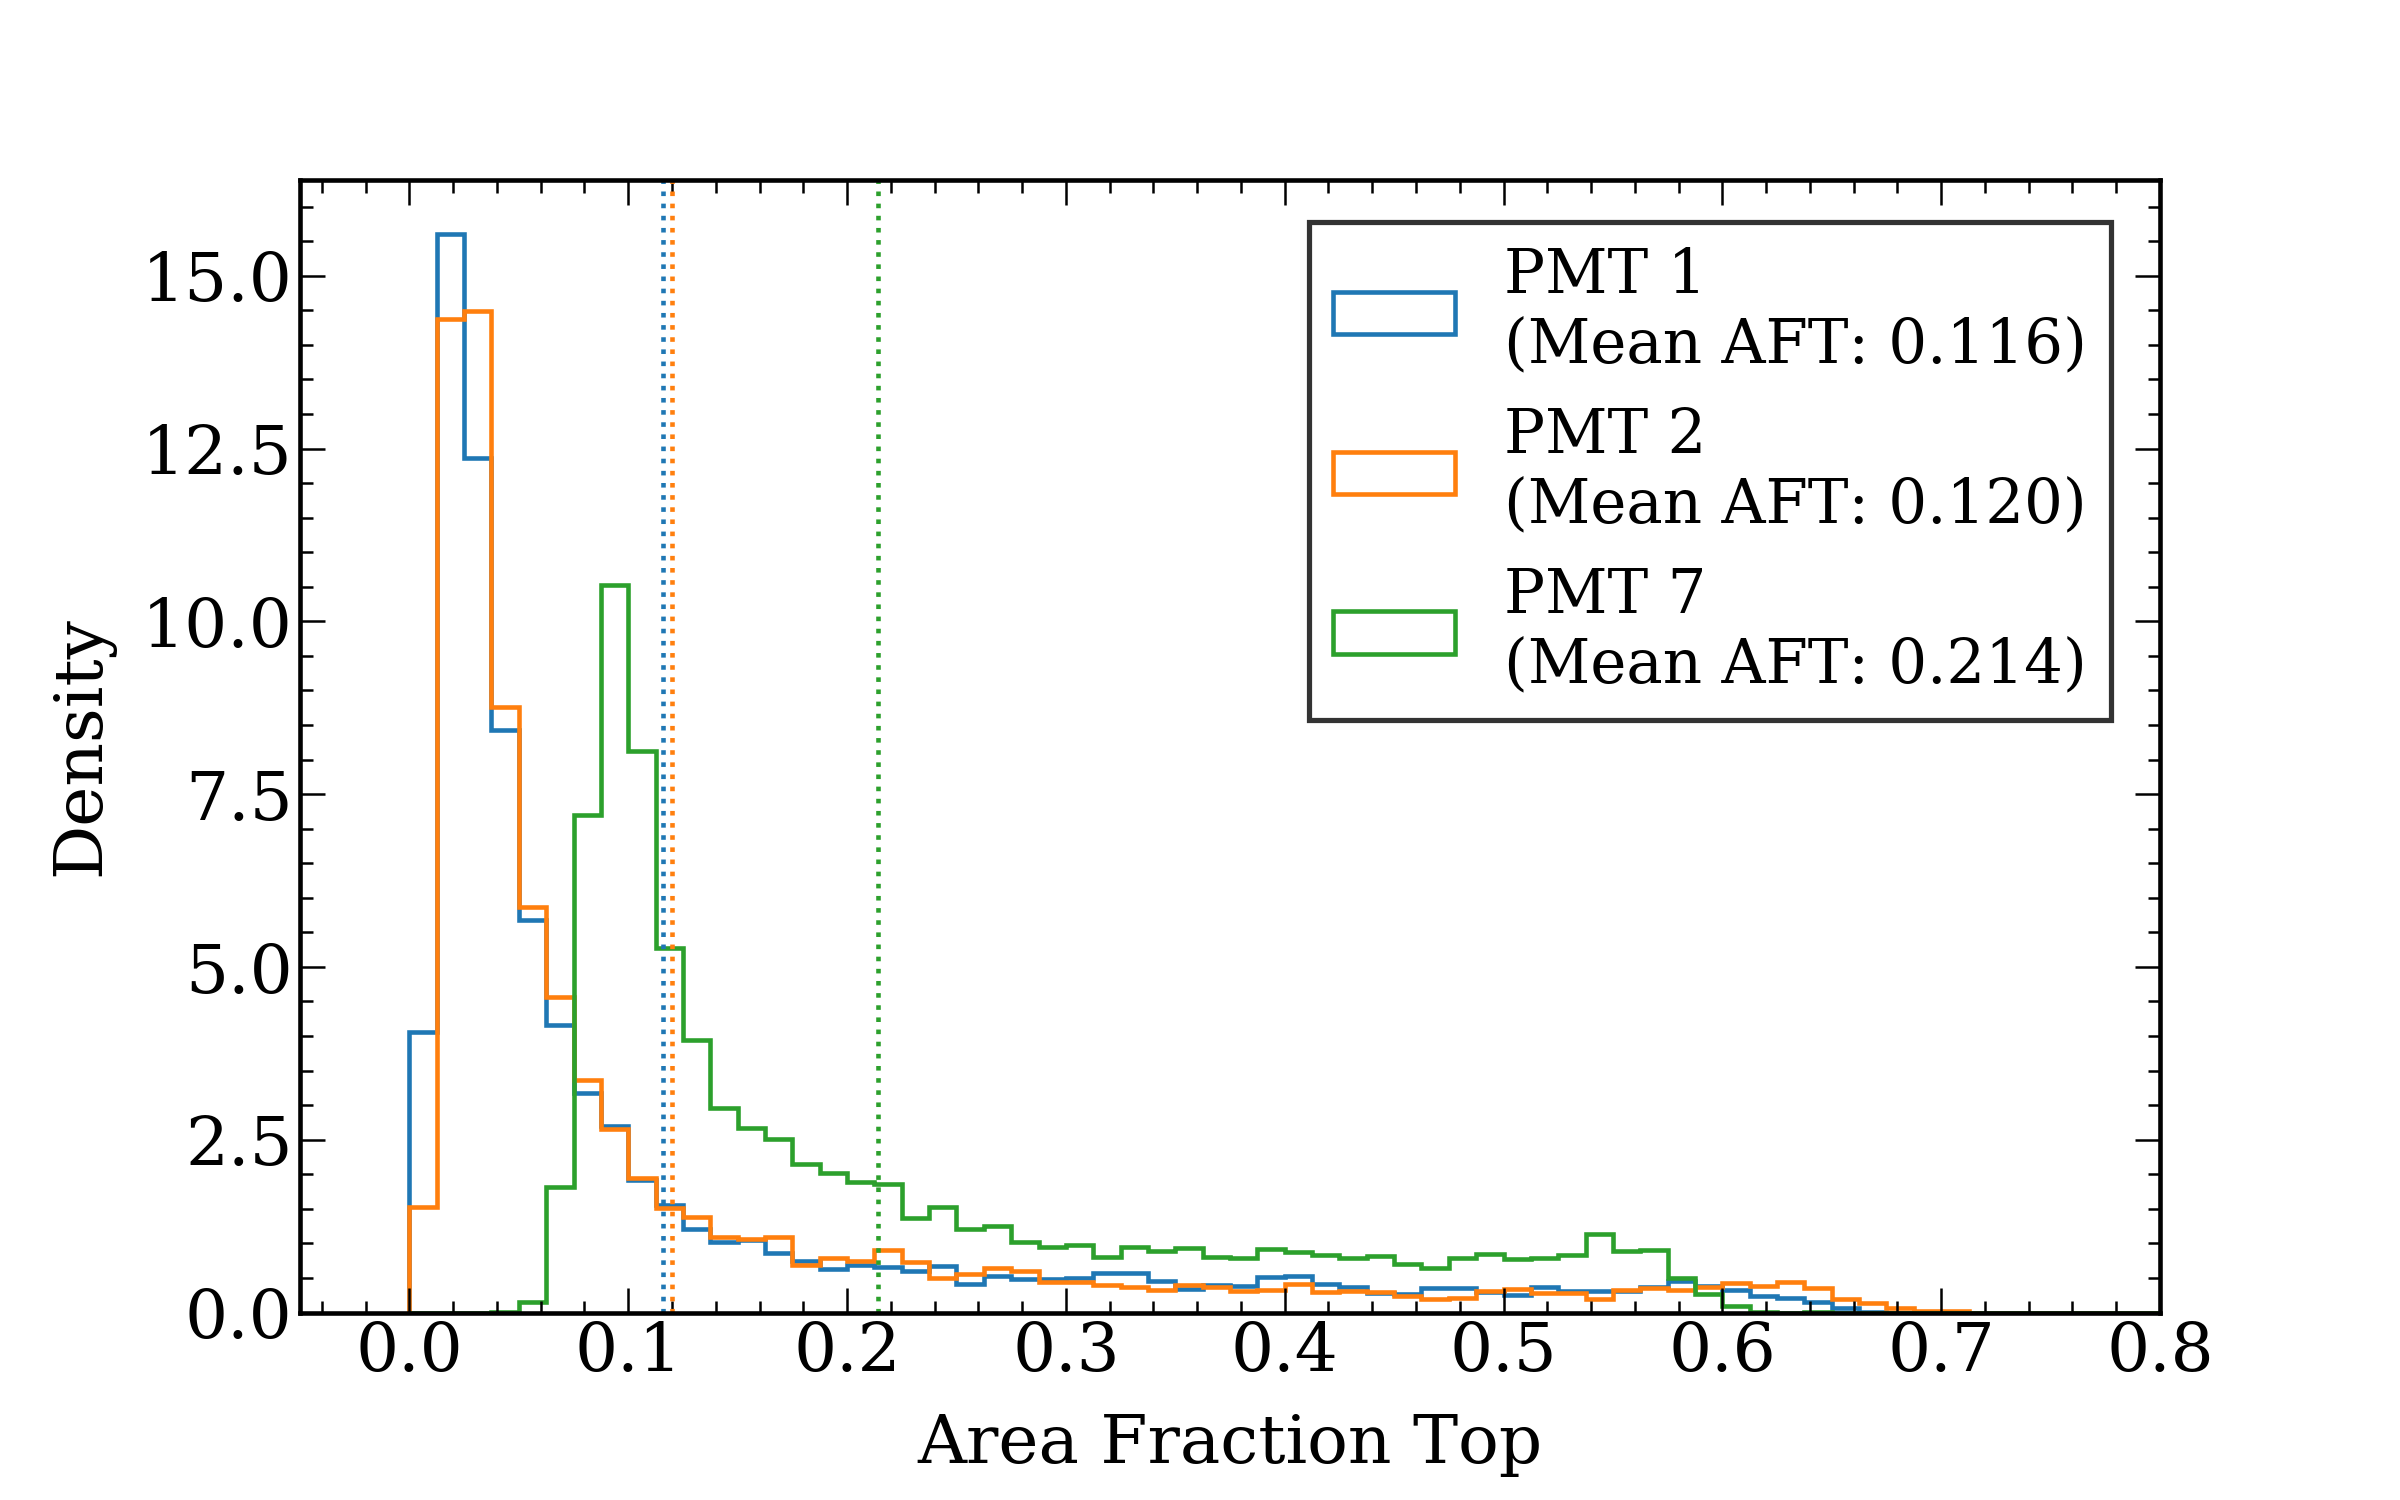 PMT 1
(Mean AFT: 0.116)
PMT 2
(Mean AFT: 0.120)
PMT 7
(Mean AFT: 0.214)
15.0
12.5
10.0
7.5
5.0
2.5
0.0
Density
0.0 0.1 0.2 0.3 0.4 0.5 0.6 0.7 0.8
Area Fraction Top